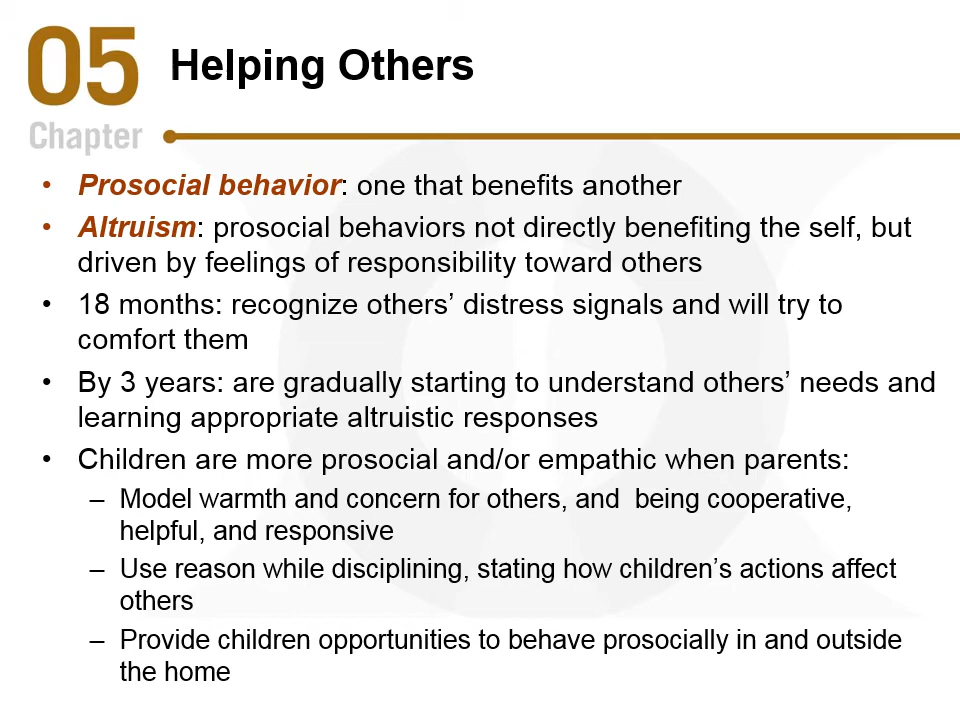 05
Chapter
Helping Others
• Prosocial behavior: one that benefits another
• Altruism: prosocial behaviors not directly benefiting the self, but
driven by feelings of responsibility toward others
• 18 months: recognize others’ distress signals and will try to
comfort them
• By 3 years: are gradually starting to understand others’ needs and
learning appropriate altruistic responses
• Children are more prosocial and/or empathic when parents:
– Model warmth and concern for others, and  being cooperative,
helpful, and responsive
– Use reason while disciplining, stating how children’s actions affect
others
– Provide children opportunities to behave prosocially in and outside
the home